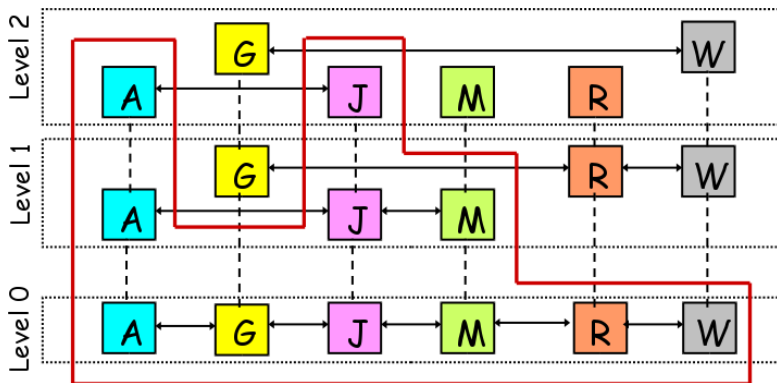 Level 2
G W
A J M R
Level 1
G R W
A J M
Level 0
A G J M R W